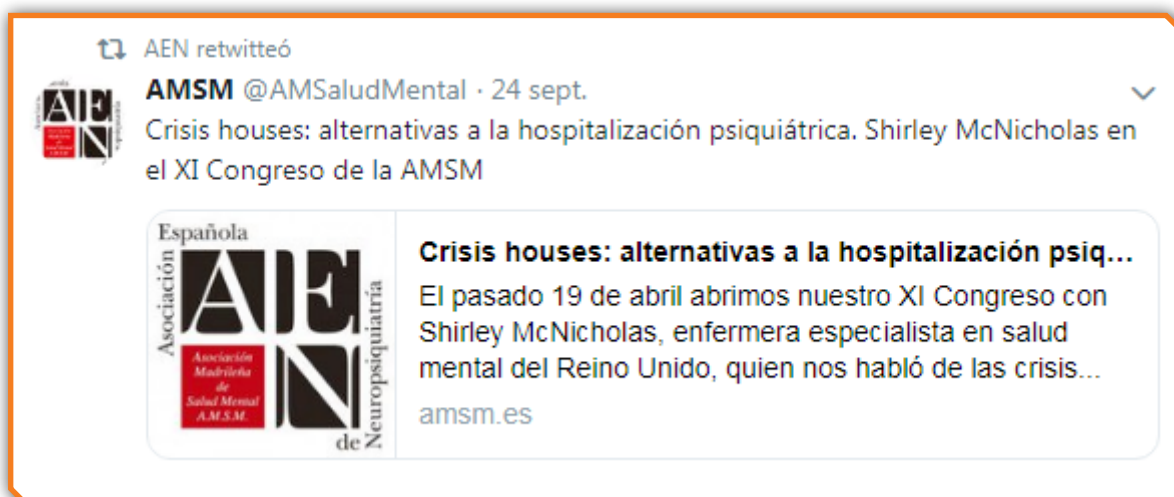 AEN retwitteó
AMSM @AMSaludMental · 24 sept.
Crisis houses: alternativas a la hospitalización psiquiátrica. Shirley McNicholas en
el XI Congreso de la AMSM
Española
Asociación
AEN
Asociación
Madrileña
de
Salud Mental
A.M.S.M.
de Neuropsiquiatría
Crisis houses: alternativas a la hospitalización psiq...
El pasado 19 de abril abrimos nuestro XI Congreso con
Shirley McNicholas, enfermera especialista en salud
mental del Reino Unido, quien nos habló de las crisis...
amsm.es